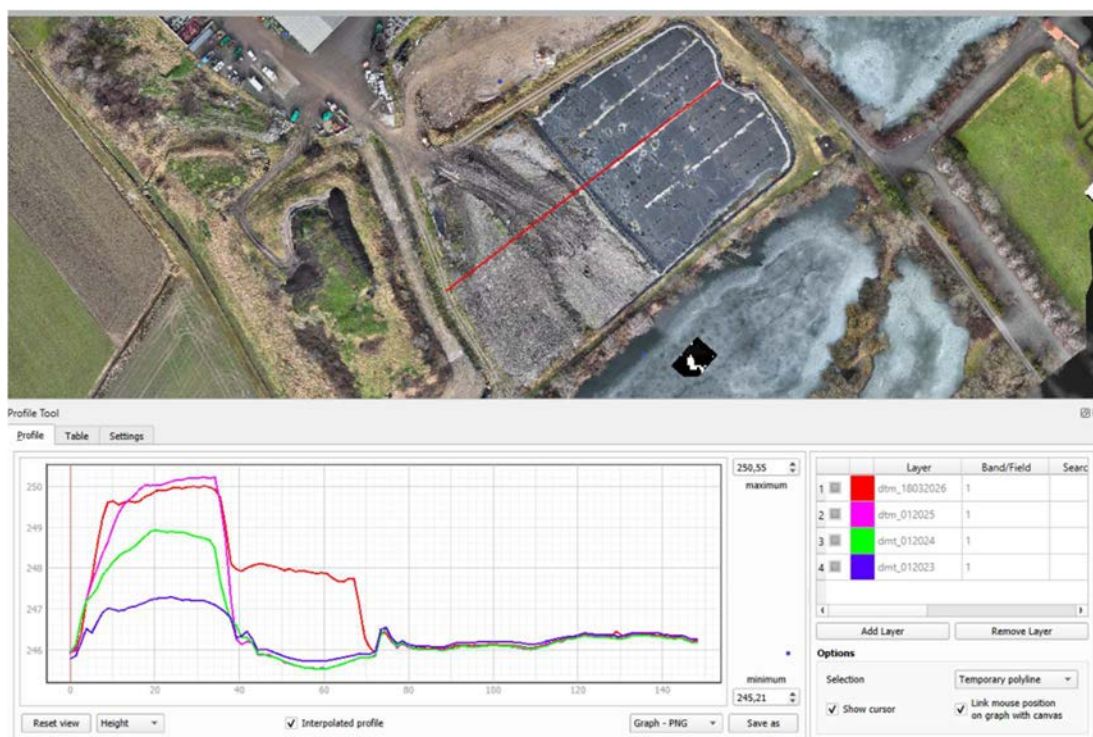 Profile Tool
Profile Table Settings
250,55
maximum
250
249
248
247
246
0 20 40 60 80 100 120 140
minimum
245,21
Reset view Height Interpolated profile Graph - PNG Save as
Layer Band/Field Searc
1 dtm_18032026 1
2 dtm_012025 1
3 dmt_012024 1
4 dmt_012023 1
Add Layer Remove Layer
Options
Selection Temporary polyline
Show cursor Link mouse position
on graph with canvas